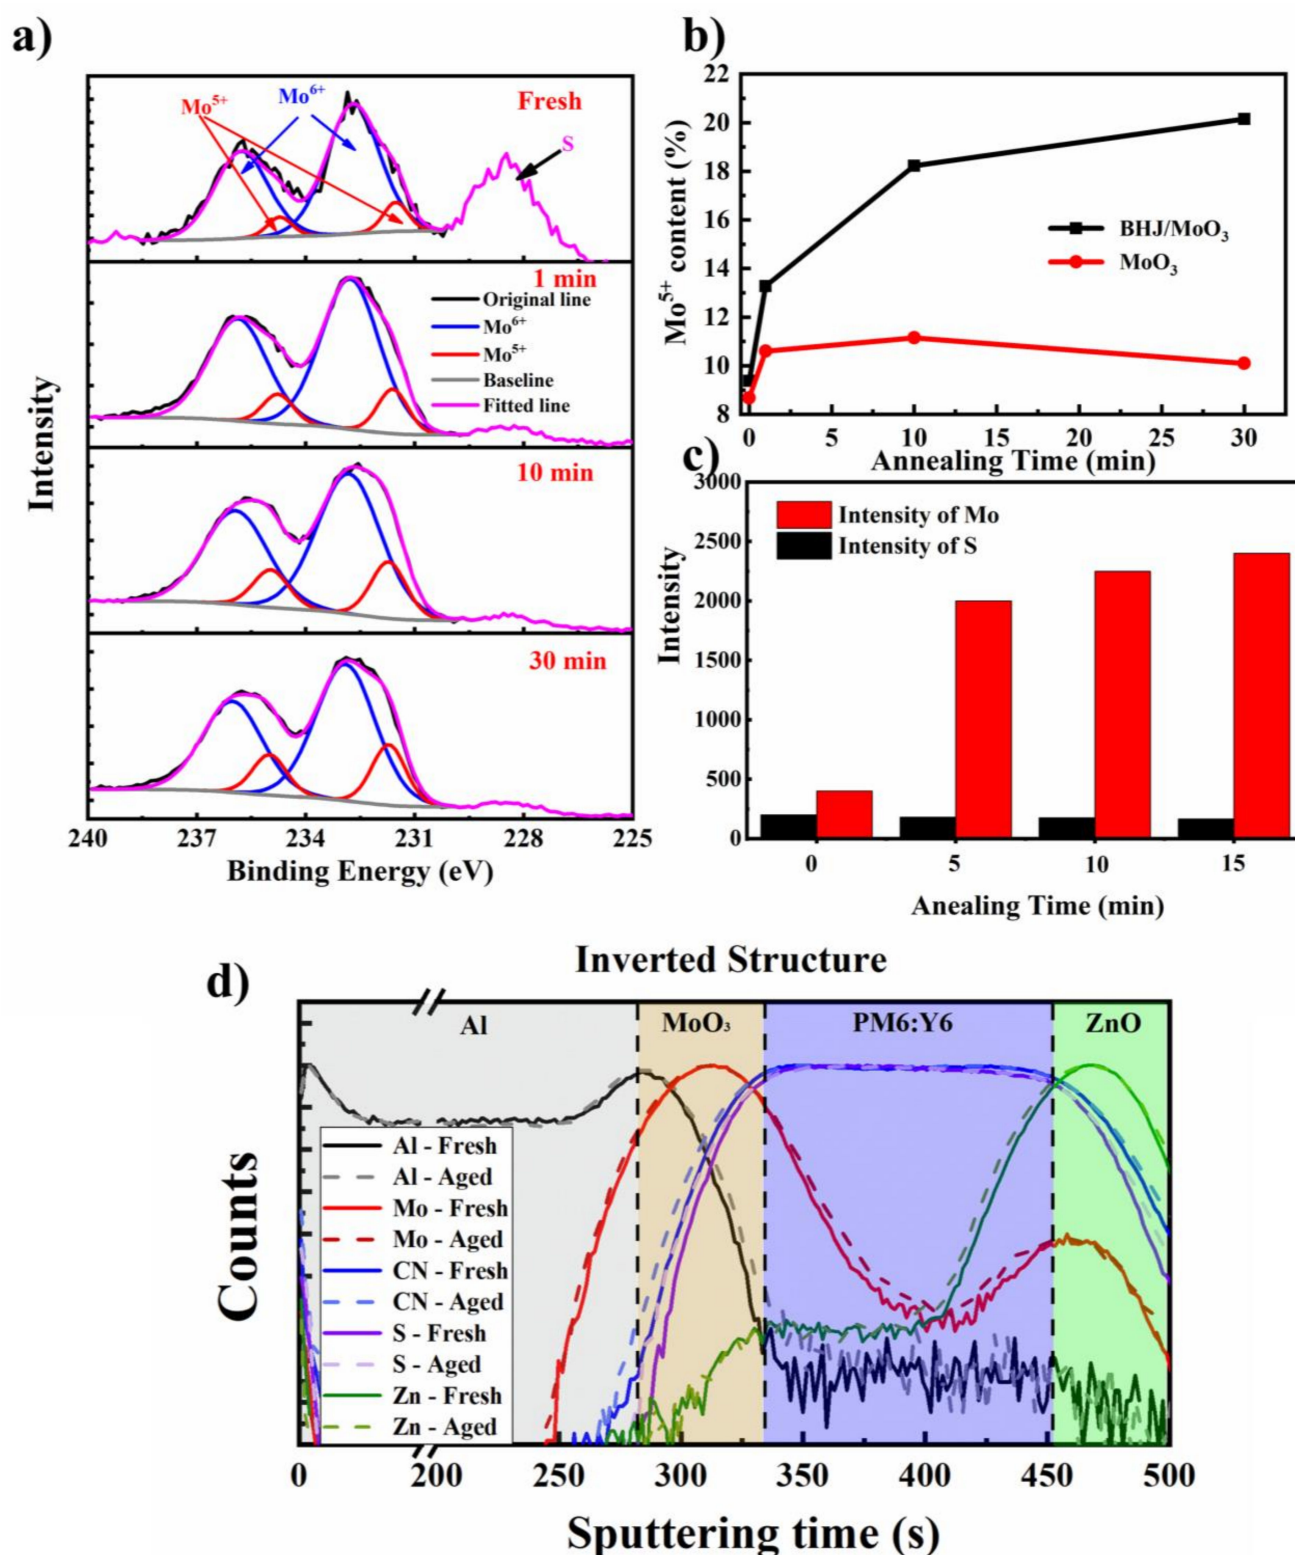 a)
Mo5+
Mo6+
Fresh
S
1 min
Original line
Mo6+
Mo5+
Baseline
Fitted line
10 min
30 min
Intensity
240 237 234 231 228 225
Binding Energy (eV)
b)
22
20
18
16
14
12
10
8
Mo5+ content (%)
BHJ/MoO3
MoO3
0 5 10 15 20 25 30
Annealing Time (min)
c)
3000
2500
2000
1500
1000
500
0
Intensity
Intensity of Mo
Intensity of S
0 5 10 15
Anealing Time (min)
Inverted Structure
d)
Al MoO3 PM6:Y6 ZnO
Counts
Al - Fresh
Al - Aged
Mo - Fresh
Mo - Aged
CN - Fresh
CN - Aged
S - Fresh
S - Aged
Zn - Fresh
Zn - Aged
0 200 250 300 350 400 450 500
Sputtering time (s)